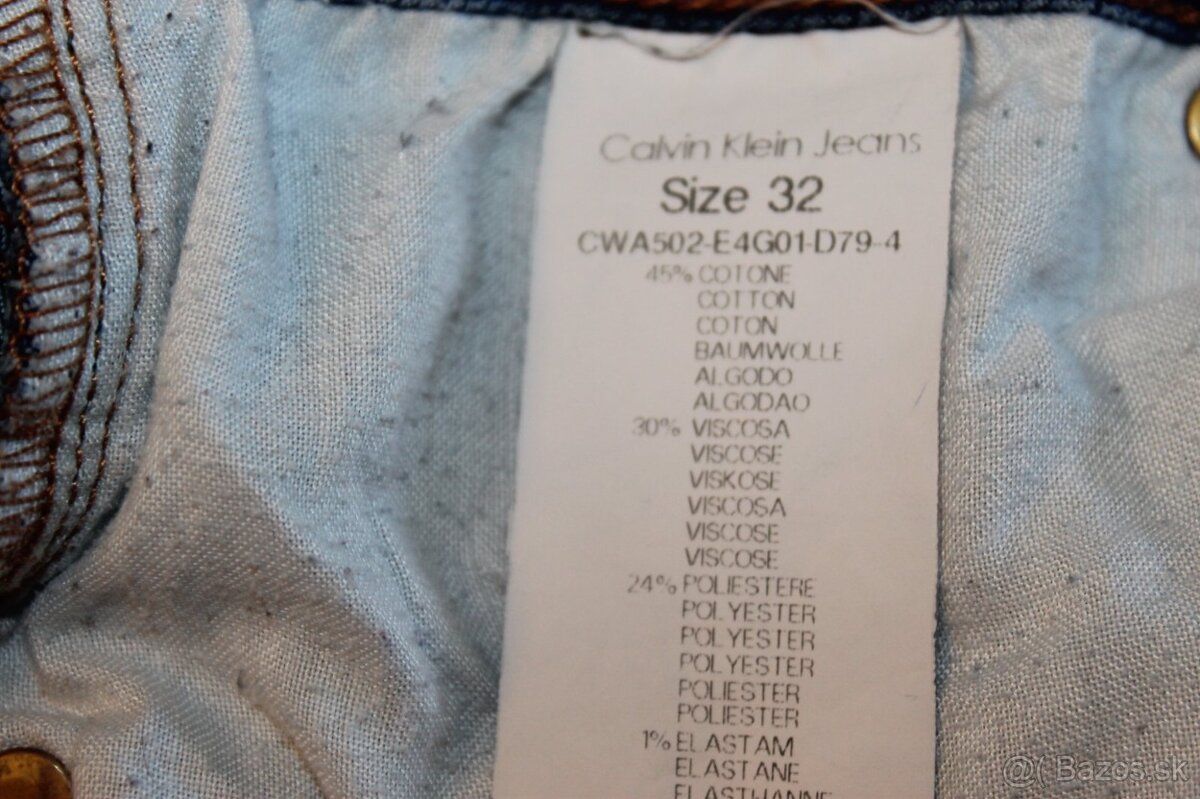 Calvin Klein Jeans
Size 32
CWA502-E4G01-D79-4
45% COTONE
COTTON
COTON
BAUMWOLLE
ALGODO
ALGODAO
30% VISCOSA
VISCOSE
VISKOSE
VISCOSA
VISCOSE
VISCOSE
24% POLIESTERE
POLYESTER
POLYESTER
POLYESTER
POLIESTER
POLIESTER
1% ELASTAM
ELASTANE
@( Bazos.sk